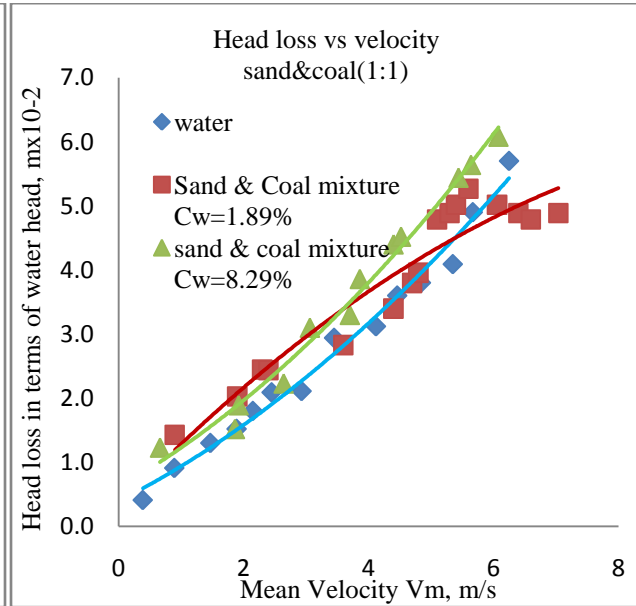 Head loss vs velocity
sand&coal(1:1)
Head loss in terms of water head, mx10-2
7.0
6.0
5.0
4.0
3.0
2.0
1.0
0.0
water
Sand & Coal mixture
Cw=1.89%
sand & coal mixture
Cw=8.29%
0 2 4 6 8
Mean Velocity Vm, m/s